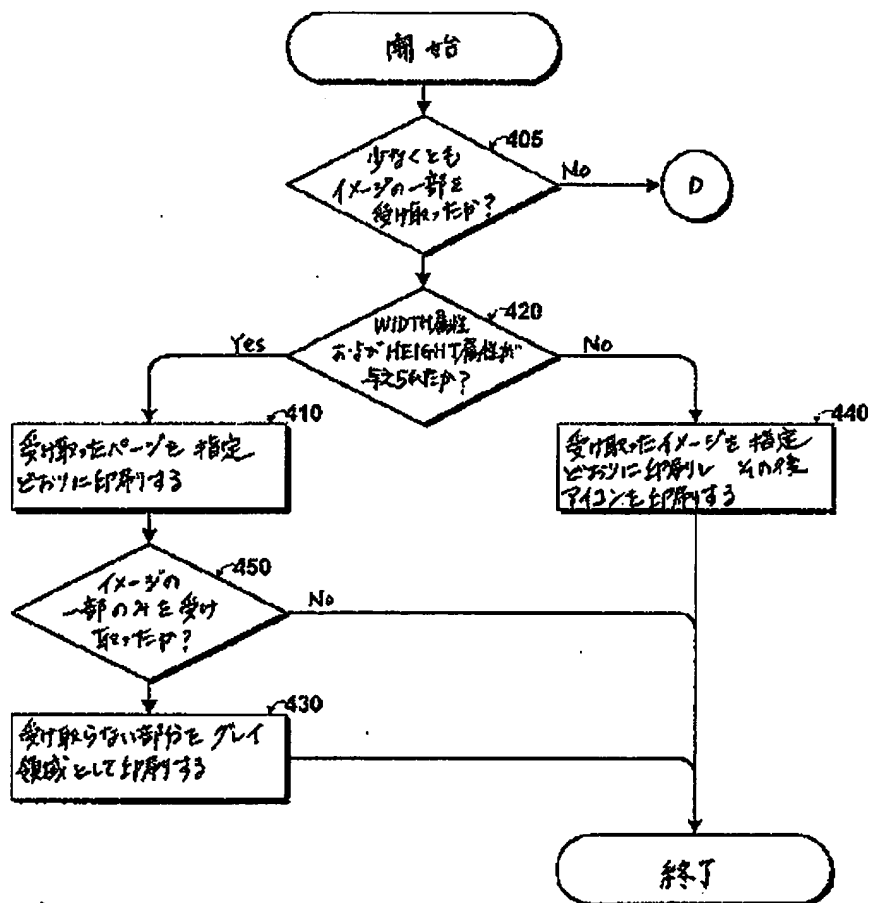 開始
405
少なくとも
イメージの一部を
受け取ったか?
No
D
420
WIDTH属性
およびHEIGHT属性が
与えられたか?
Yes
No
410
受け取ったページを指定
どおりに印刷する
440
受け取ったイメージを指定
どおりに印刷し その後
アイコンを印刷する
450
イメージの
一部のみを受け
取ったか?
No
430
受け取らない部分をグレイ
領域として印刷する
終了